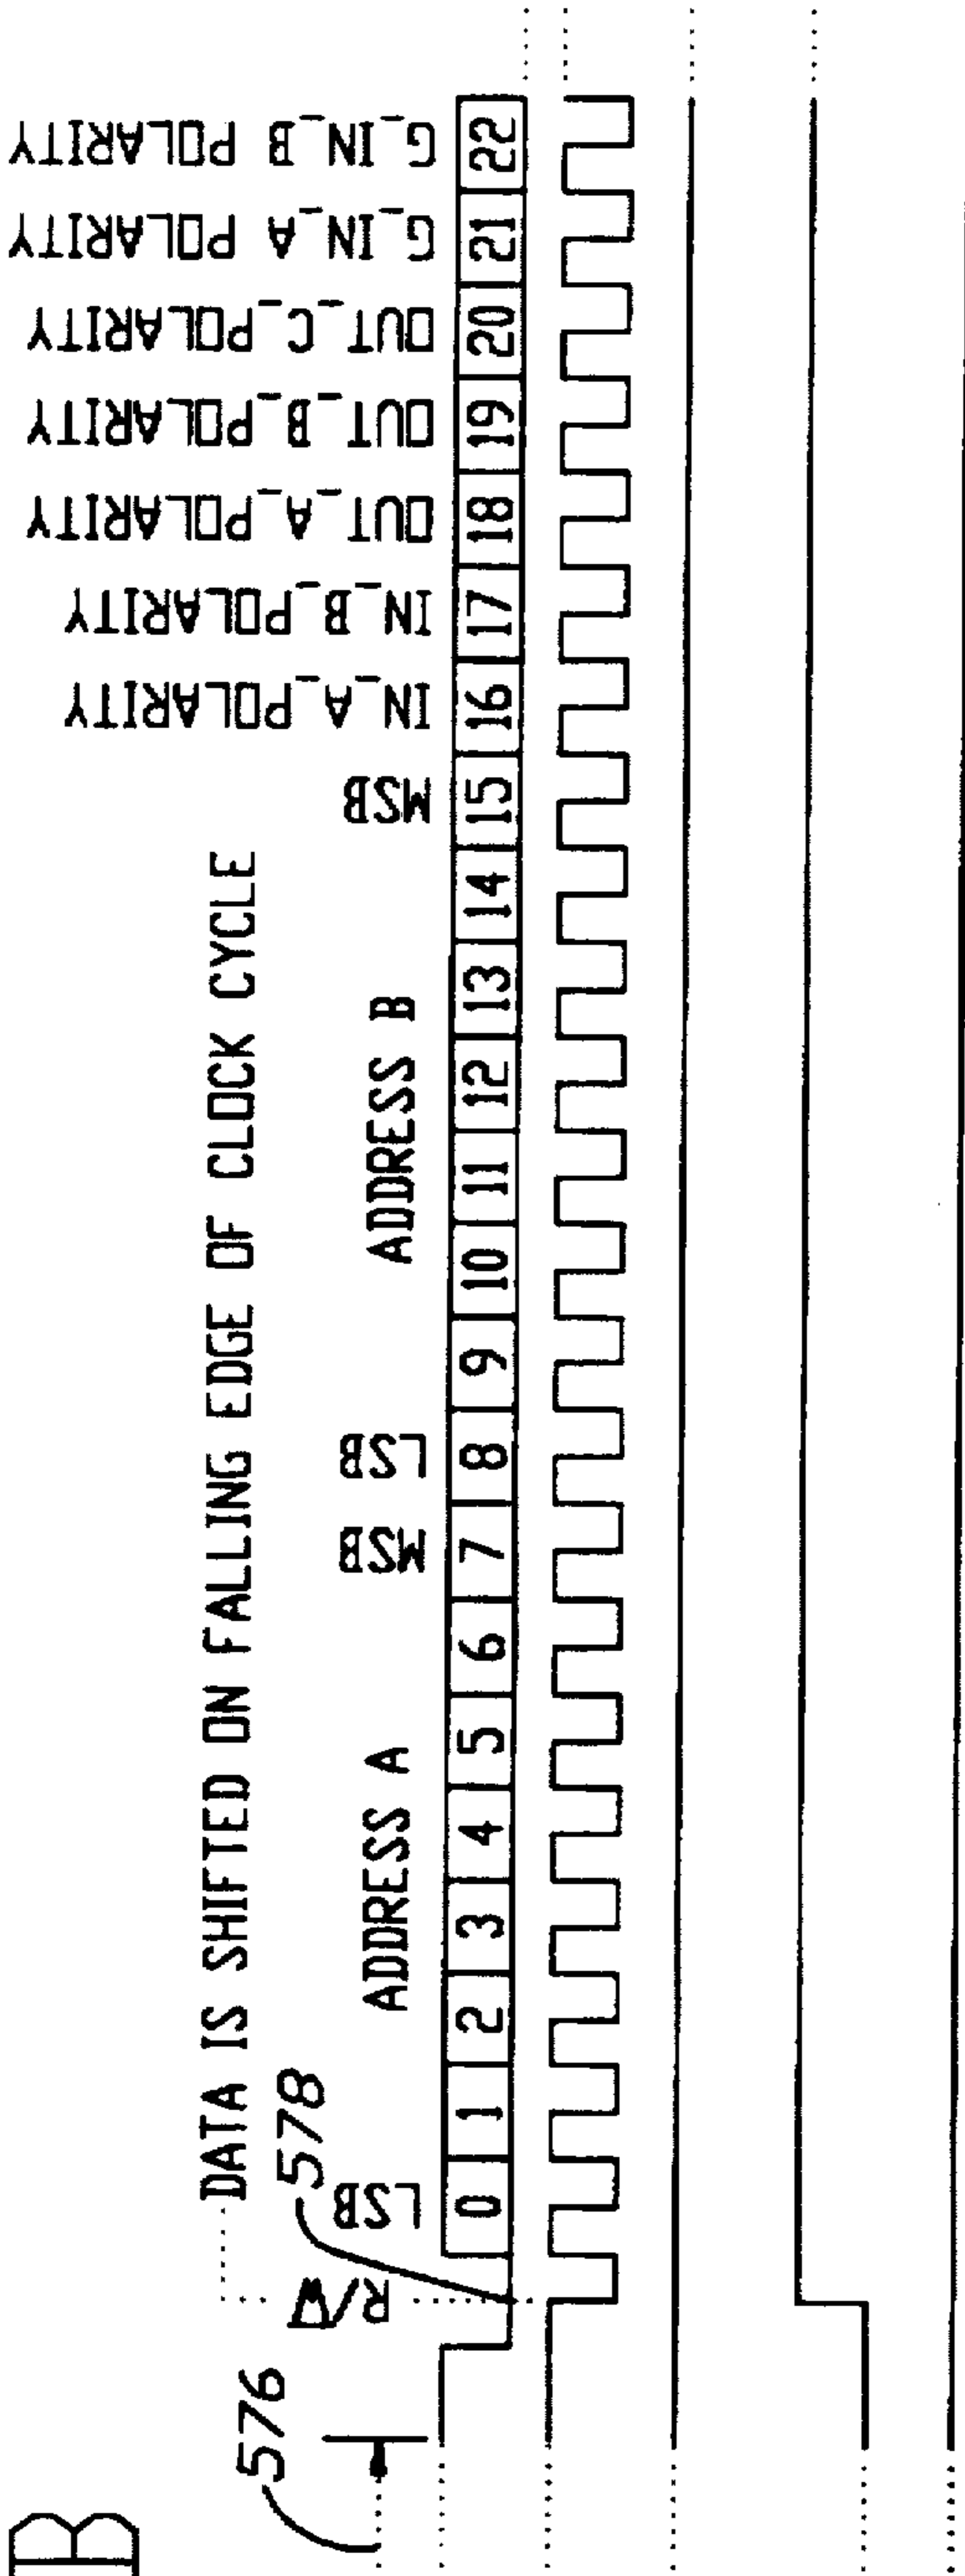 B
576
DATA IS SHIFTED ON FALLING EDGE OF CLOCK CYCLE
578
R/W
LSB
ADDRESS A
MSB
LSB
ADDRESS B
MSB
IN_A_POLARITY
IN_B_POLARITY
OUT_A_POLARITY
OUT_B_POLARITY
OUT_C_POLARITY
G_IN_A POLARITY
G_IN_B POLARITY
0 1 2 3 4 5 6 7 8 9 10 11 12 13 14 15 16 17 18 19 20 21 22